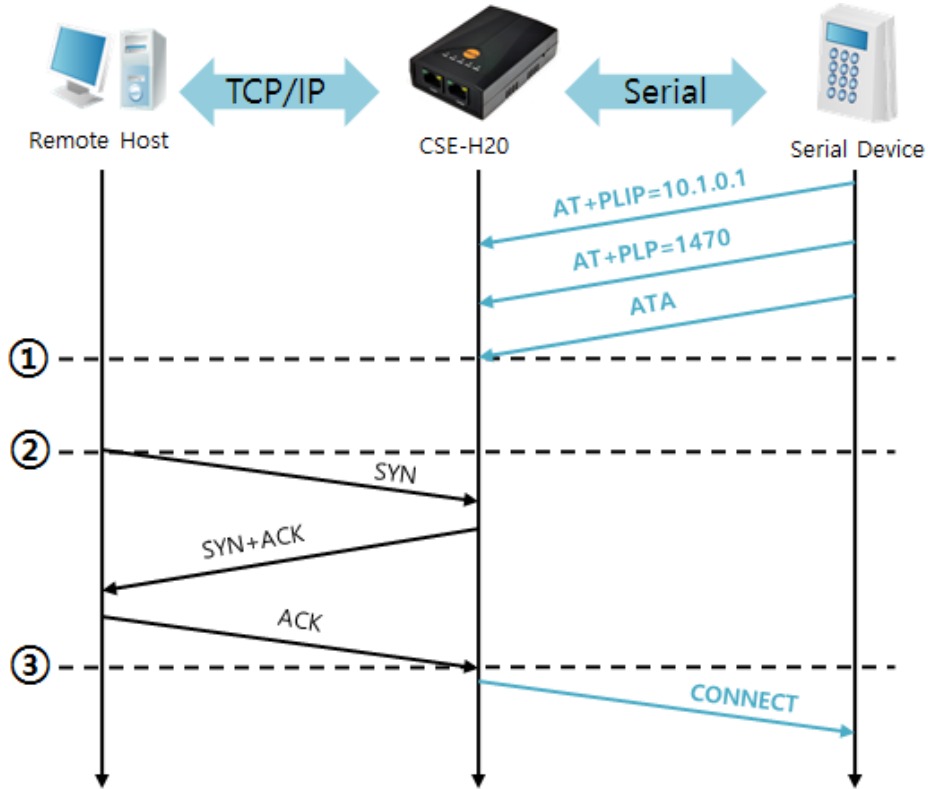 TCP/IP
Serial
Remote Host
CSE-H20
Serial Device
AT+PLIP=10.1.0.1
AT+PLP=1470
ATA
①
②
SYN
SYN+ACK
ACK
③
CONNECT